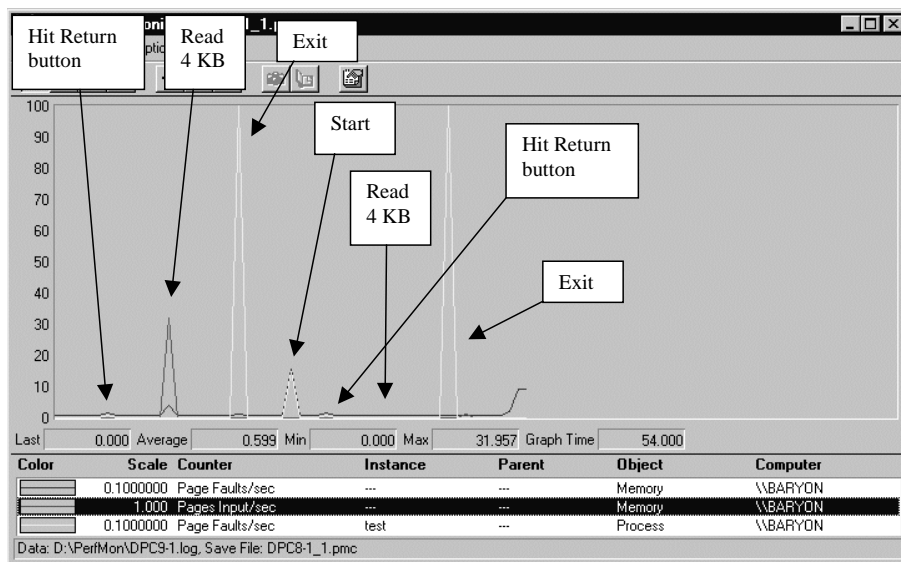 Hit Return
button
Read
4 KB
Exit
Start
Hit Return
button
Read
4 KB
Exit
100
90
80
70
60
50
40
30
20
10
0
Last 0.000 Average 0.599 Min 0.000 Max 31.957 Graph Time 54.000
Color Scale Counter Instance Parent Object Computer
0.1000000 Page Faults/sec --- --- Memory \\BARYON
1.000 Pages Input/sec --- --- Memory \\BARYON
0.1000000 Page Faults/sec test --- Process \\BARYON
Data: D:\PerfMon\DPC9-1.log, Save File: DPC8-1_1.pmc